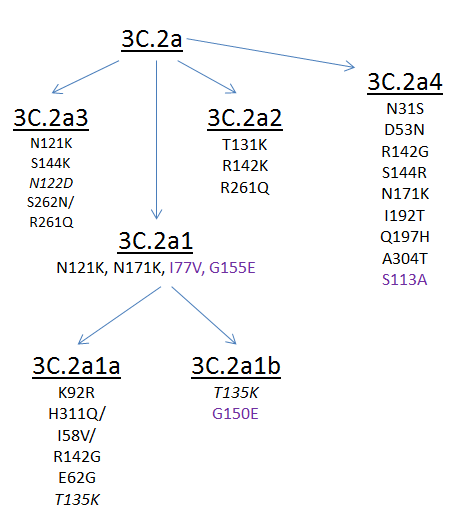 3C.2a
3C.2a3
N121K
S144K
N122D
S262N/
R261Q
3C.2a2
T131K
R142K
R261Q
3C.2a4
N31S
D53N
R142G
S144R
N171K
I192T
Q197H
A304T
S113A
3C.2a1
N121K, N171K, I77V, G155E
3C.2a1a
K92R
H311Q/
I58V/
R142G
E62G
T135K
3C.2a1b
T135K
G150E